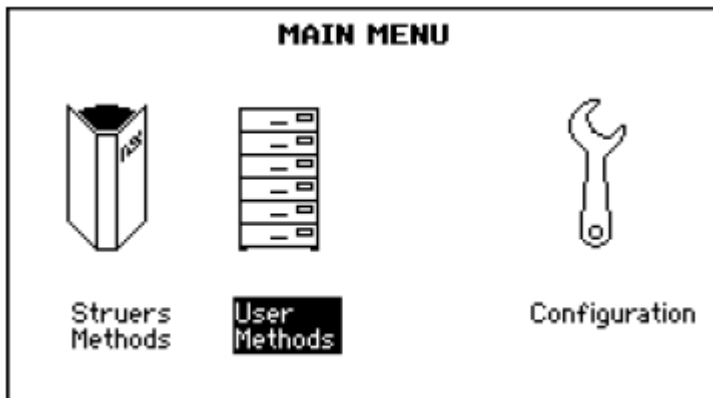 MAIN MENU
Struers
Methods
User
Methods
Configuration